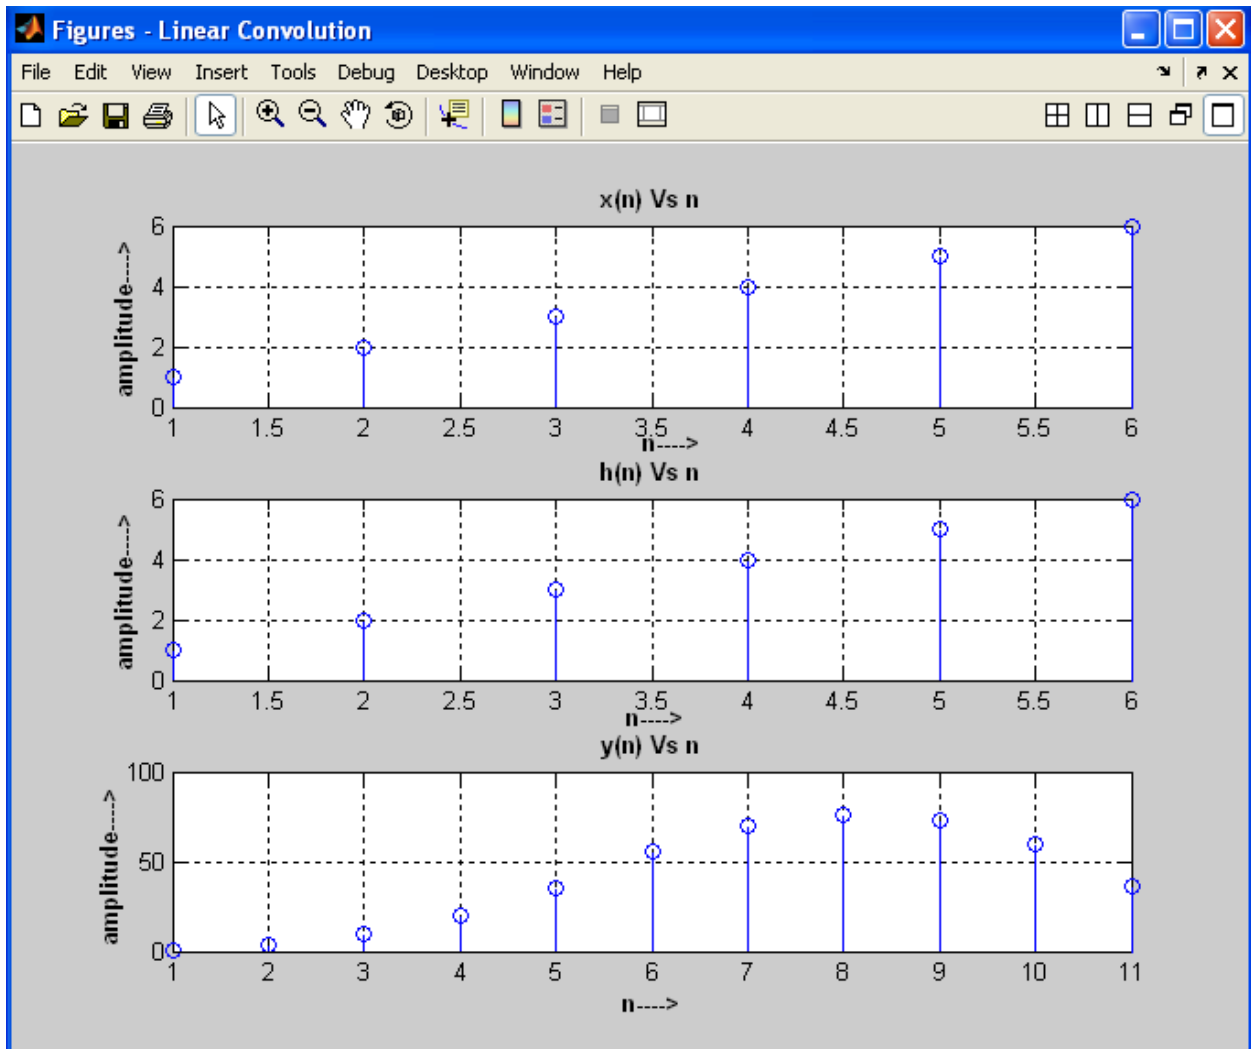 Figures - Linear Convolution
File Edit View Insert Tools Debug Desktop Window Help
x(n) Vs n
amplitude---->
6
4
2
0
1 1.5 2 2.5 3 3.5 4 4.5 5 5.5 6
n---->
h(n) Vs n
amplitude---->
6
4
2
0
1 1.5 2 2.5 3 3.5 4 4.5 5 5.5 6
n---->
y(n) Vs n
amplitude---->
100
50
0
1 2 3 4 5 6 7 8 9 10 11
n---->